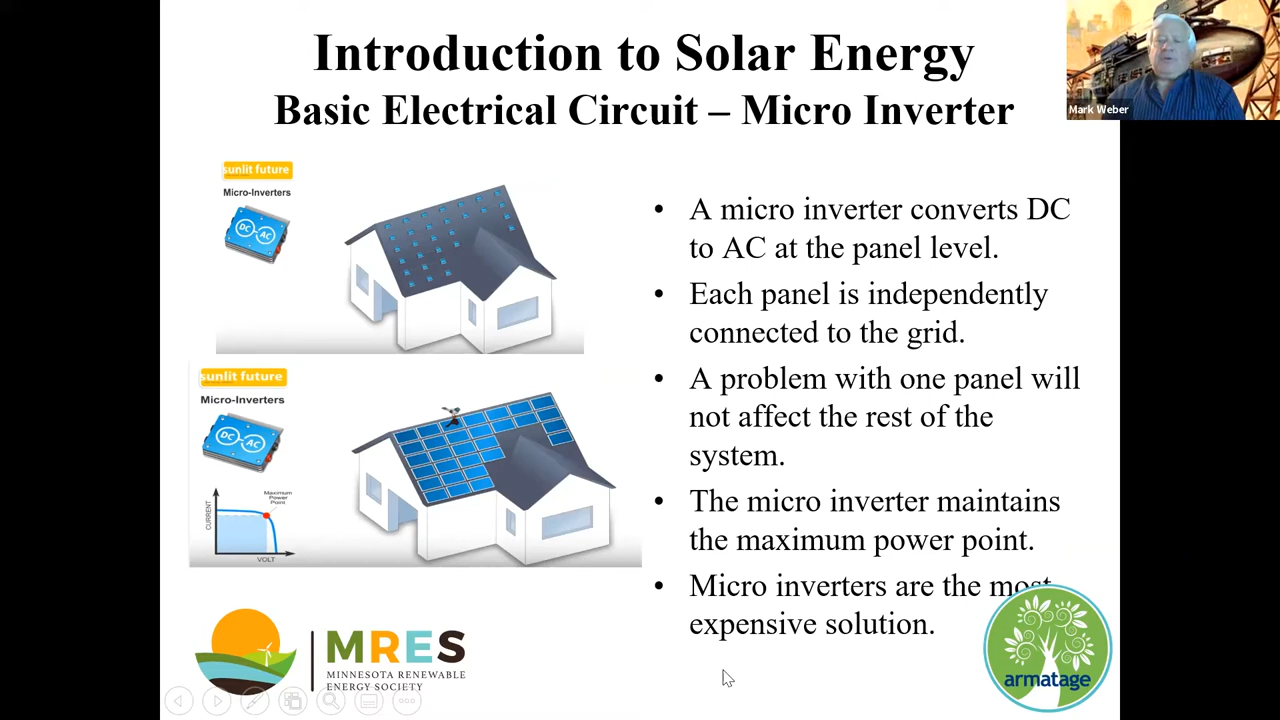 Introduction to Solar Energy
Basic Electrical Circuit – Micro Inverter
Mark Weber
sunlit future
Micro-Inverters
DC
AC
• A micro inverter converts DC
to AC at the panel level.
• Each panel is independently
connected to the grid.
• A problem with one panel will
not affect the rest of the
system.
• The micro inverter maintains
the maximum power point.
• Micro inverters are the most
expensive solution.
sunlit future
Micro-Inverters
DC
AC
Maximum
Power
Point
CURRENT
VOLT
MRES
MINNESOTA RENEWABLE
ENERGY SOCIETY
armatage